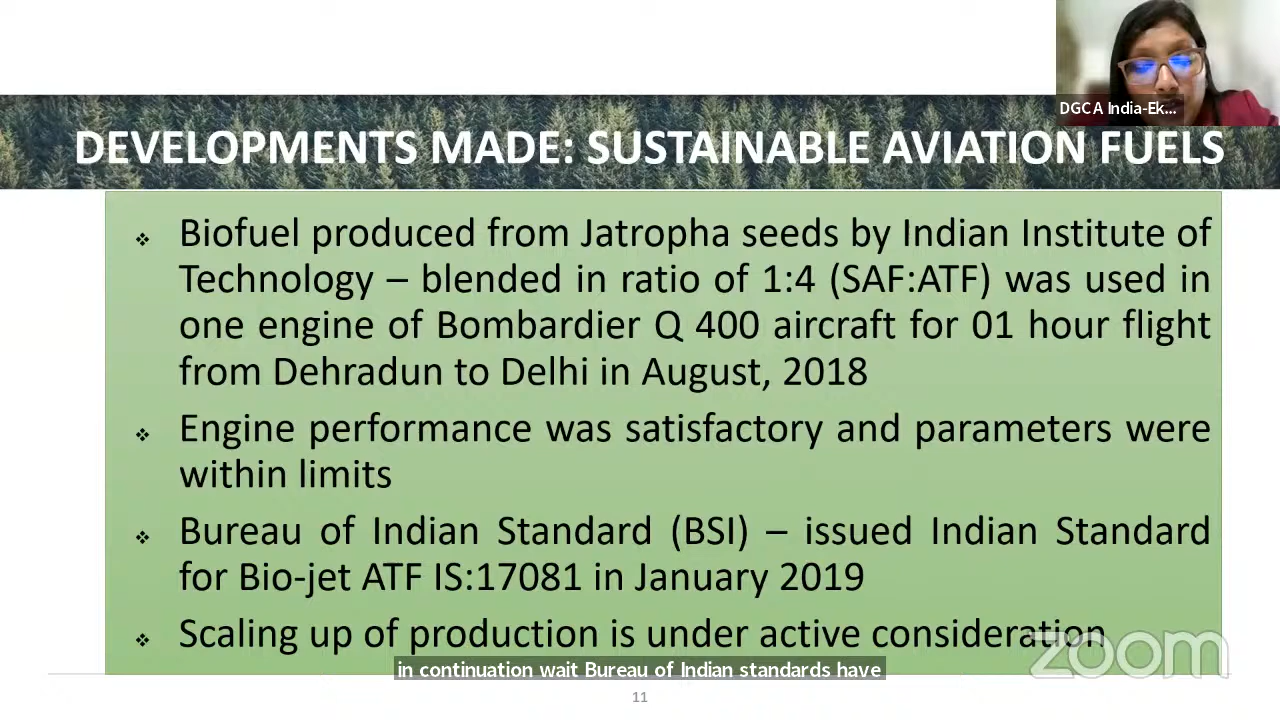 DGCA India-Ek...
DEVELOPMENTS MADE: SUSTAINABLE AVIATION FUELS
❖ Biofuel produced from Jatropha seeds by Indian Institute of
Technology – blended in ratio of 1:4 (SAF:ATF) was used in
one engine of Bombardier Q 400 aircraft for 01 hour flight
from Dehradun to Delhi in August, 2018
❖ Engine performance was satisfactory and parameters were
within limits
❖ Bureau of Indian Standard (BSI) – issued Indian Standard
for Bio-jet ATF IS:17081 in January 2019
❖ Scaling up of production is under active consideration
zoom
in continuation wait Bureau of Indian standards have
11